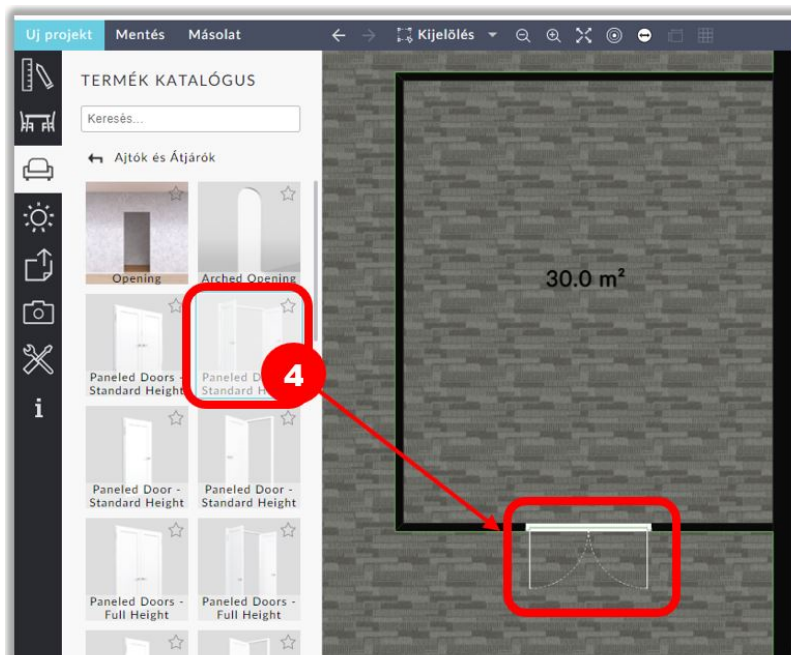 Uj projekt Mentés Másolat Kijelölés
TERMÉK KATALÓGUS
Keresés...
Ajtók és Átjárók
Opening
Arched Opening
Paneled Doors -
Standard Height
Paneled
Standard
4
Paneled Door -
Standard Height
Paneled Door -
Standard Height
Paneled Doors -
Full Height
Paneled Doors -
Full Height
30.0 m²
i